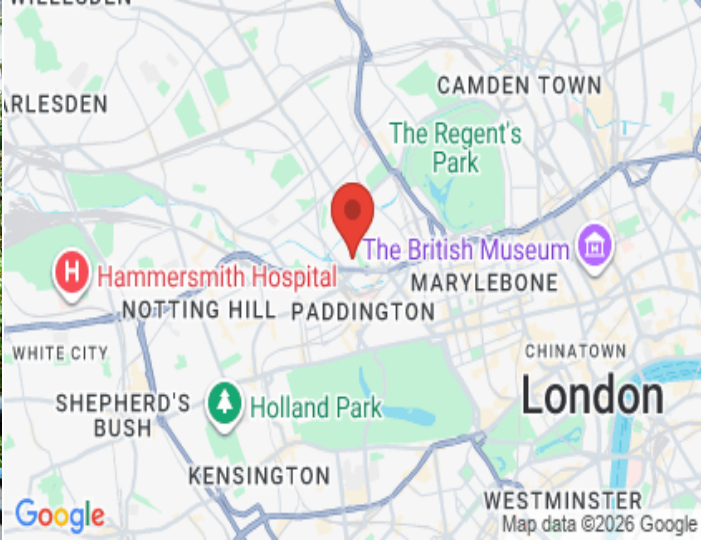 CAMDEN TOWN
The Regent's
Park
The British Museum
H
Hammersmith Hospital
MARYLEBONE
NOTTING HILL
PADDINGTON
WHITE CITY
CHINATOWN
SHEPHERD'S
BUSH
Holland Park
London
KENSINGTON
WESTMINSTER
Google
Map data ©2026 Google